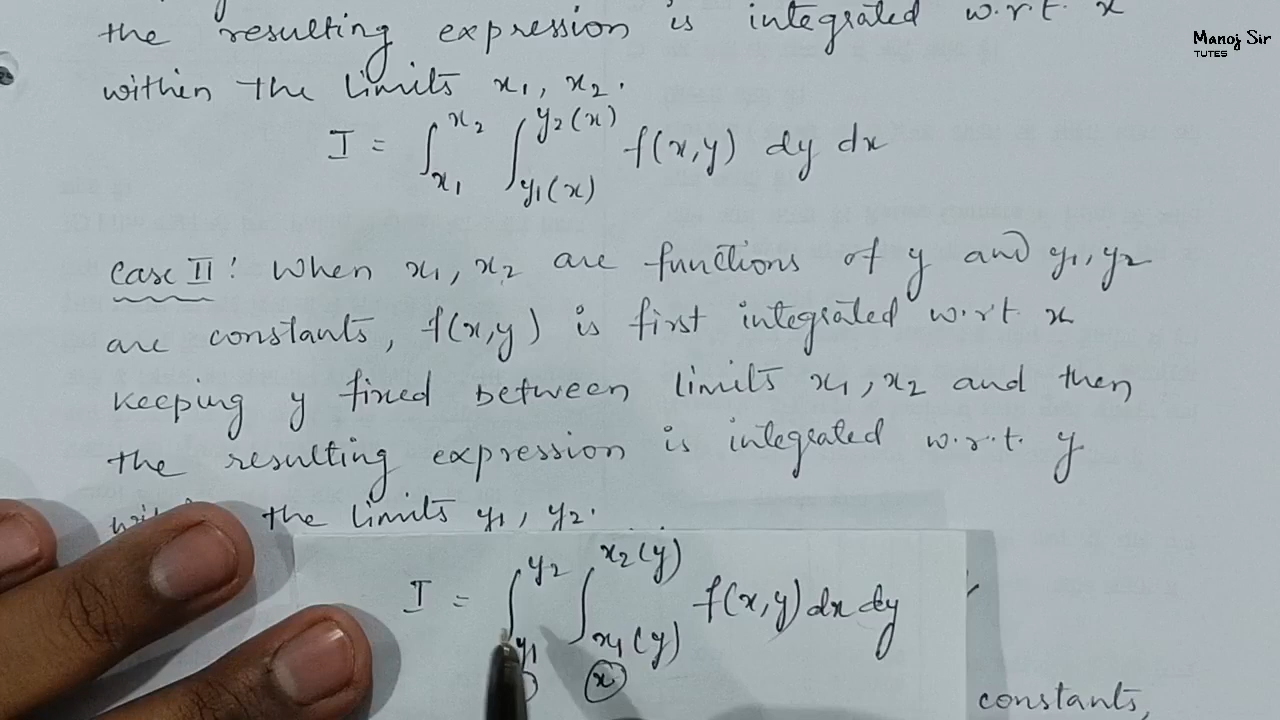 the resulting expression is integrated w.r.t. x
within the limits x1, x2.
I = ∫_{x1}^{x2} ∫_{y1(x)}^{y2(x)} f(x,y) dy dx
Case II: When x1, x2 are functions of y and y1, y2
are constants, f(x,y) is first integrated w.r.t x
keeping y fixed between limits x1, x2 and then
the resulting expression is integrated w.r.t. y
the limits y1, y2.
I = ∫_{y1}^{y2} ∫_{x1(y)}^{x2(y)} f(x,y) dx dy
x
constants,
Manoj Sir
TUTES